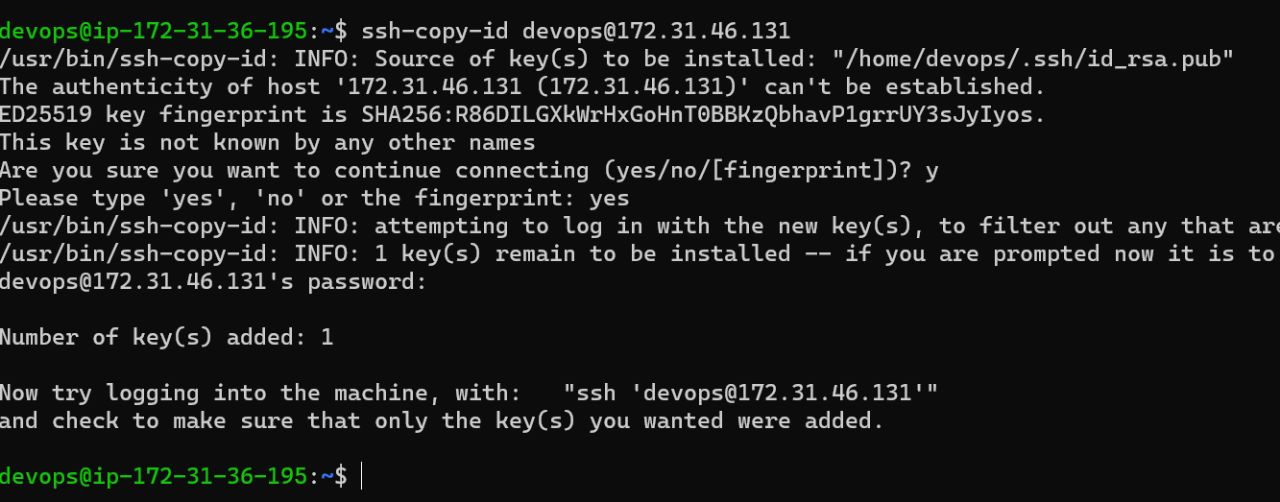 devops@ip-172-31-36-195:~$ ssh-copy-id devops@172.31.46.131
/usr/bin/ssh-copy-id: INFO: Source of key(s) to be installed: "/home/devops/.ssh/id_rsa.pub"
The authenticity of host '172.31.46.131 (172.31.46.131)' can't be established.
ED25519 key fingerprint is SHA256:R86DILGXkWrHxGoHnT0BBKzQbhavP1grrUY3sJyIyos.
This key is not known by any other names
Are you sure you want to continue connecting (yes/no/[fingerprint])? y
Please type 'yes', 'no' or the fingerprint: yes
/usr/bin/ssh-copy-id: INFO: attempting to log in with the new key(s), to filter out any that are
/usr/bin/ssh-copy-id: INFO: 1 key(s) remain to be installed -- if you are prompted now it is to
devops@172.31.46.131's password:
Number of key(s) added: 1
Now try logging into the machine, with:   "ssh 'devops@172.31.46.131'"
and check to make sure that only the key(s) you wanted were added.
devops@ip-172-31-36-195:~$